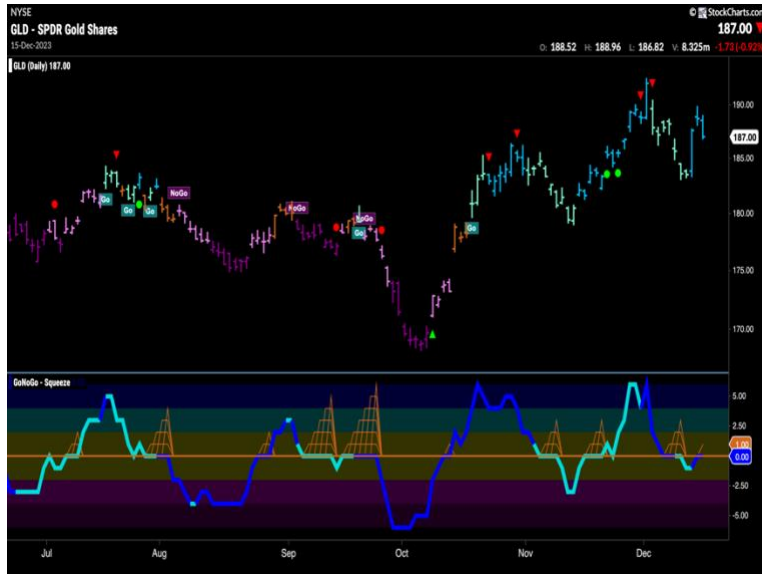 NYSE
© StockCharts.com
GLD - SPDR Gold Shares
187.00
15-Dec-2023
O: 188.52 H: 188.96 L: 186.82 V: 8.325m -1.73 (-0.92%
GLD (Daily) 187.00
190.00
187.00
185.00
NoGo
Go
NoGo
Go
Go
NoGo
180.00
Go
Go
175.00
170.00
GoNoGo - Squeeze
5.00
2.50
1.00
0.00
-2.50
-5.00
Jul Aug Sep Oct Nov Dec